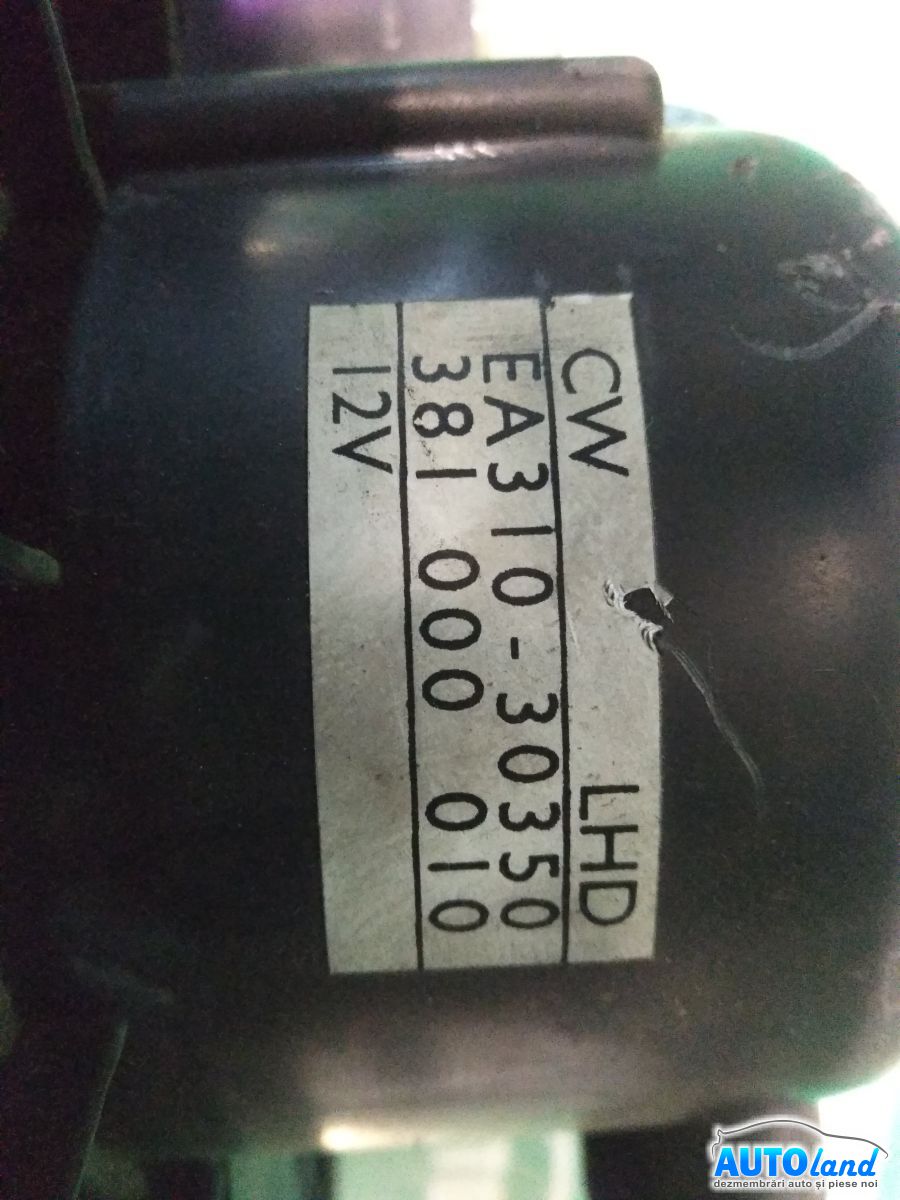 CW LHD
EA310-30350
381 000 010
12V
AUTOland
dezmembrări auto și piese noi